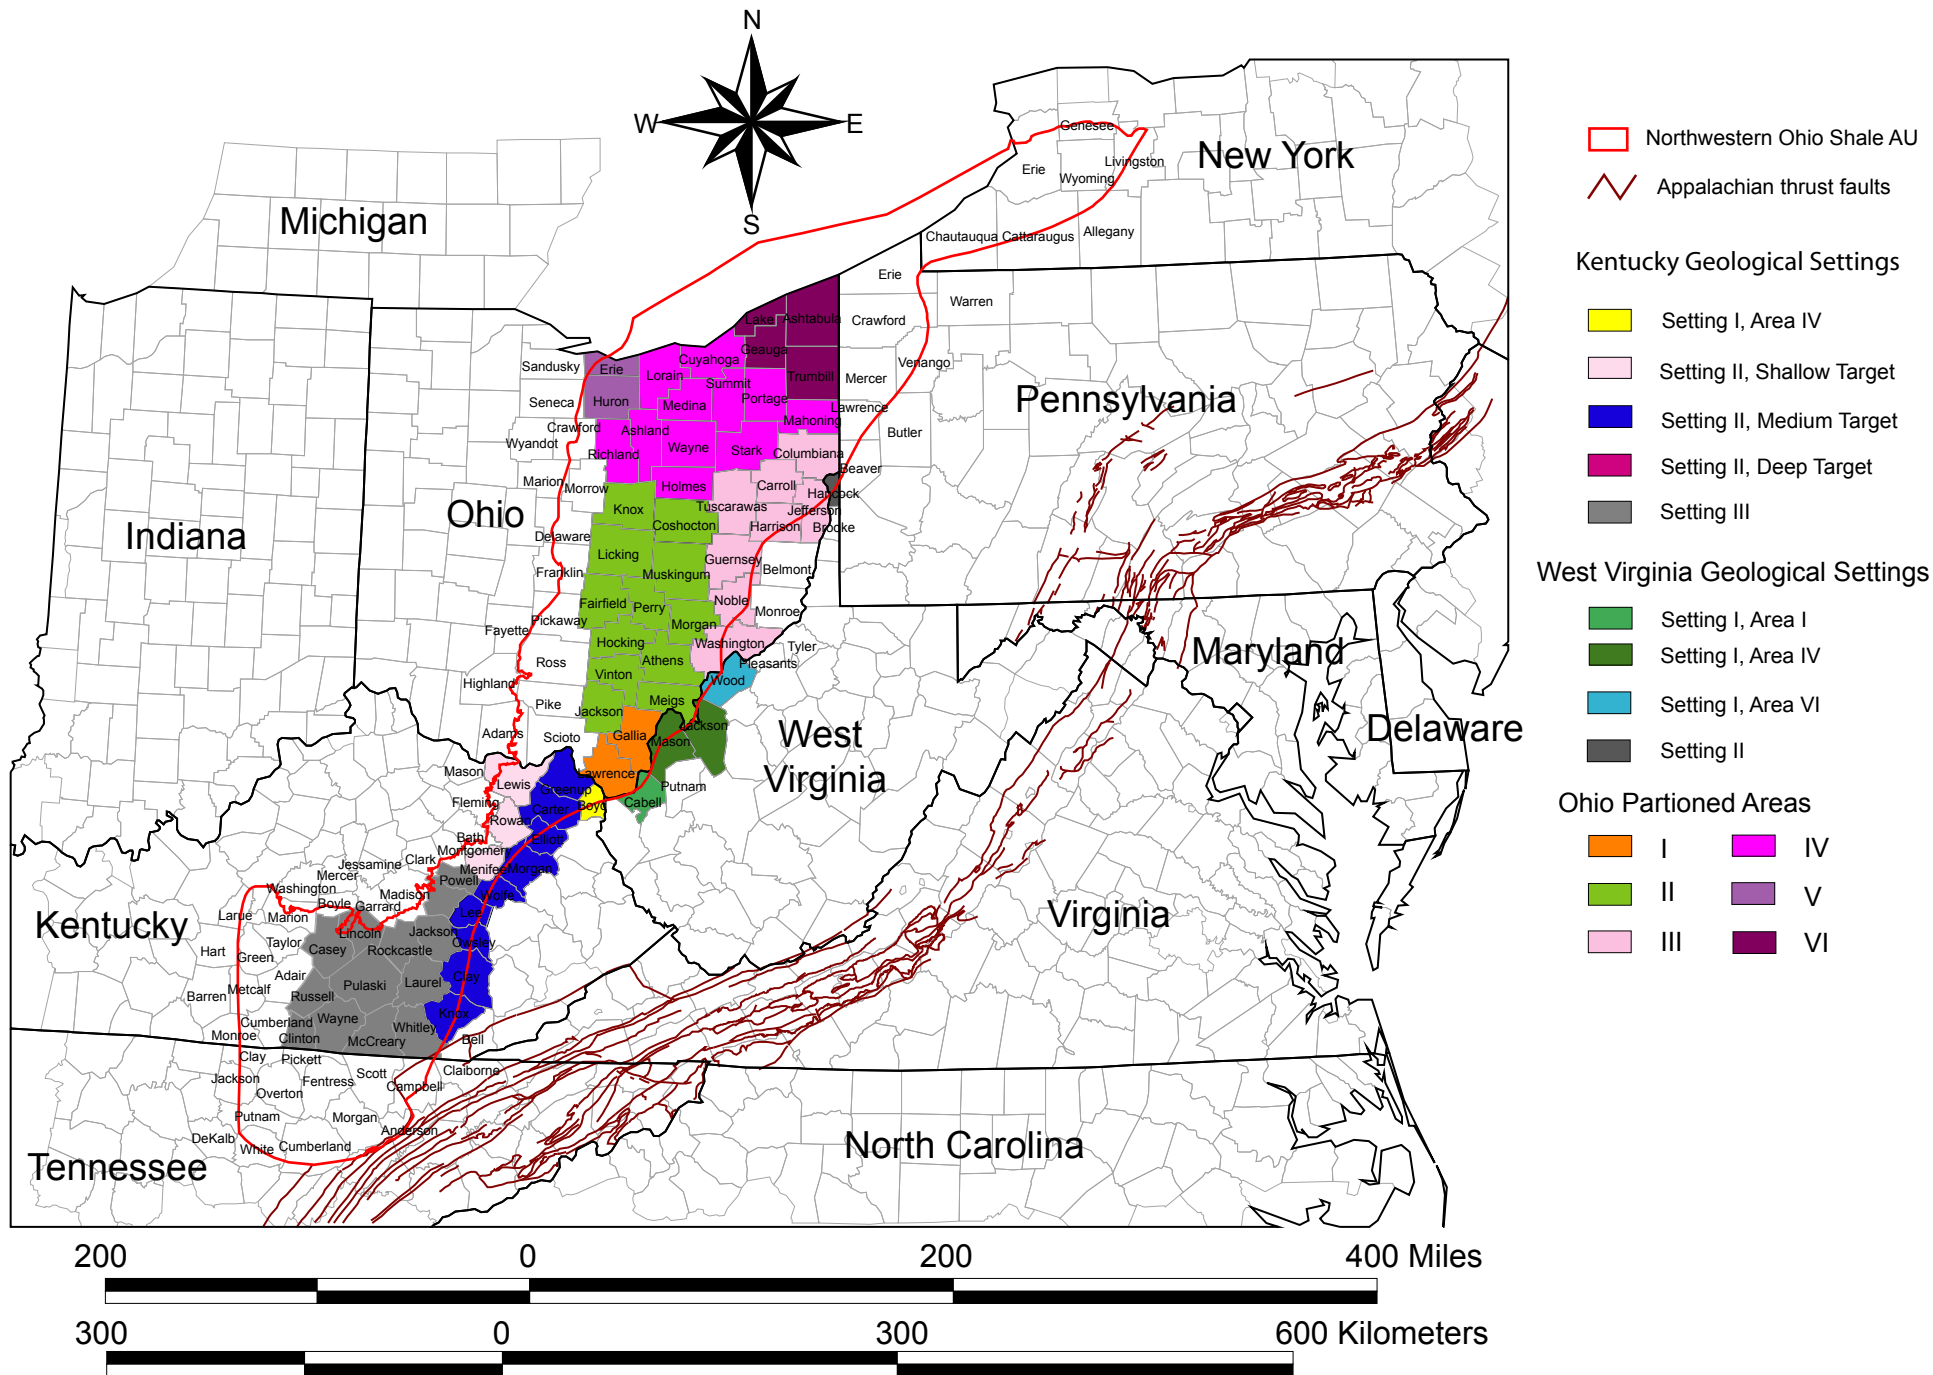 N
W
E
S
Michigan
Indiana
Ohio
Kentucky
Tennessee
New York
Pennsylvania
Maryland
Delaware
West
Virginia
Virginia
North Carolina
Genesee
Erie
Livingston
Wyoming
Chautauqua
Cattaraugus
Allegany
Erie
Warren
Crawford
Venango
Mercer
Lawrence
Butler
Beaver
Lake
Ashtabula
Geauga
Trumbill
Cuyahoga
Sandusky
Erie
Lorain
Summit
Portage
Seneca
Huron
Medina
Mahoning
Crawford
Ashland
Wyandot
Richland
Wayne
Stark
Columbiana
Marion
Morrow
Holmes
Carroll
Hancock
Knox
Tuscarawas
Jefferson
Coshocton
Harrison
Brooke
Delaware
Licking
Guernsey
Belmont
Franklin
Muskingum
Fairfield
Perry
Noble
Monroe
Pickaway
Morgan
Fayette
Hocking
Washington
Tyler
Ross
Athens
Pleasants
Highland
Vinton
Wood
Pike
Jackson
Meigs
Adams
Scioto
Gallia
Mason
Jackson
Mason
Lewis
Lawrence
Putnam
Greenup
Fleming
Carter
Boyd
Cabell
Rowan
Bath
Elliott
Montgomery
Jessamine
Clark
Menifee
Morgan
Mercer
Powell
Washington
Madison
Wolfe
Boyle
Garrard
Larue
Marion
Lee
Lincoln
Jackson
Taylor
Casey
Rockcastle
Owsley
Hart
Green
Adair
Clay
Metcalf
Pulaski
Laurel
Barren
Russell
Cumberland
Wayne
Knox
Monroe
Clinton
Whitley
McCreary
Bell
Clay
Pickett
Jackson
Fentress
Scott
Claiborne
Overton
Campbell
Putnam
Morgan
DeKalb
Anderson
White
Cumberland
Northwestern Ohio Shale AU
Appalachian thrust faults
Kentucky Geological Settings
Setting I, Area IV
Setting II, Shallow Target
Setting II, Medium Target
Setting II, Deep Target
Setting III
West Virginia Geological Settings
Setting I, Area I
Setting I, Area IV
Setting I, Area VI
Setting II
Ohio Partioned Areas
I
IV
II
V
III
VI
200 0 200 400 Miles
300 0 300 600 Kilometers